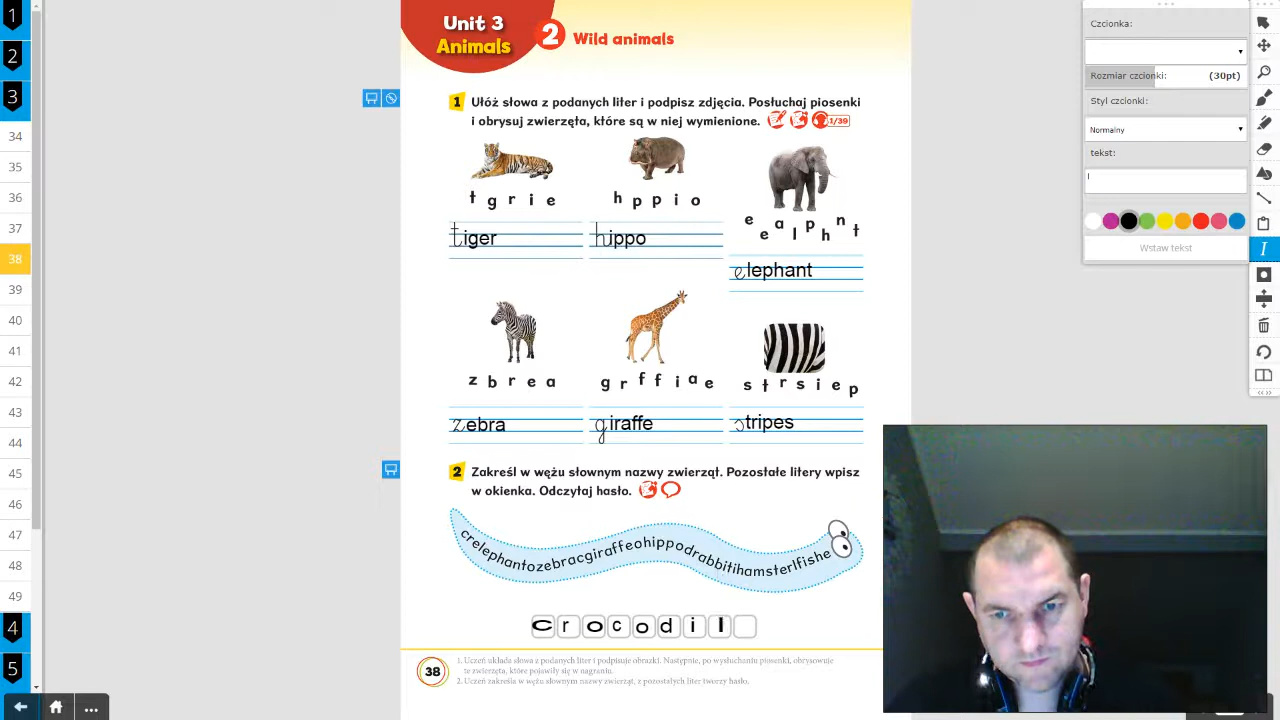 1
2
3
34
35
36
37
38
39
40
41
42
43
44
45
46
47
48
49
4
5
...
Unit 3
Animals
2 Wild animals
1 Ułóż słowa z podanych liter i podpisz zdjęcia. Posłuchaj piosenki
i obrysuj zwierzęta, które są w niej wymienione. 1/39
t g r i e
h p p i o
e e a l p h n t
tiger
hippo
elephant
z b r e a
g r f f i a e
s t r s i e p
zebra
giraffe
stripes
2 Zakreśl w wężu słownym nazwy zwierząt. Pozostałe litery wpisz
w okienka. Odczytaj hasło.
crelephantozebracgiraffeohippodrabbitihamsterlfishe
c r o c o d i l
38
1. Uczeń układa słowa z podanych liter i podpisuje obrazki. Następnie, po wysłuchaniu piosenki, obrysowuje
te zwierzęta, które pojawiły się w nagraniu.
2. Uczeń zakreśla w wężu słownym nazwy zwierząt, z pozostałych liter tworzy hasło.
Czcionka:
Rozmiar czcionki: (30pt)
Styl czcionki:
Normalny
tekst:
l
Wstaw tekst
I